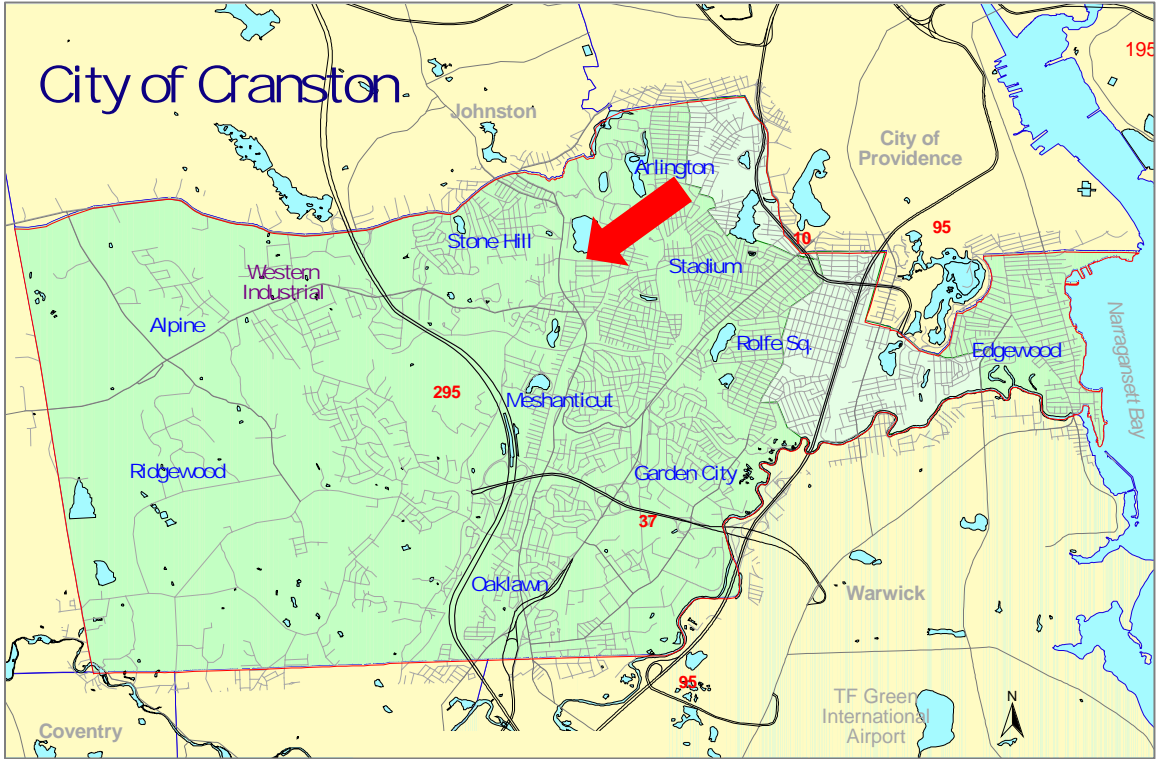 195
City of Cranston
Johnston
City of
Providence
Arlington
10
95
Stone Hill
Stadium
Western
Industrial
Alpine
Narragansett Bay
Rolfe Sq.
Edgewood
295
Meshanticut
Ridgewood
Garden City
37
Oaklawn
Warwick
95
TF Green
International
Airport
N
Coventry